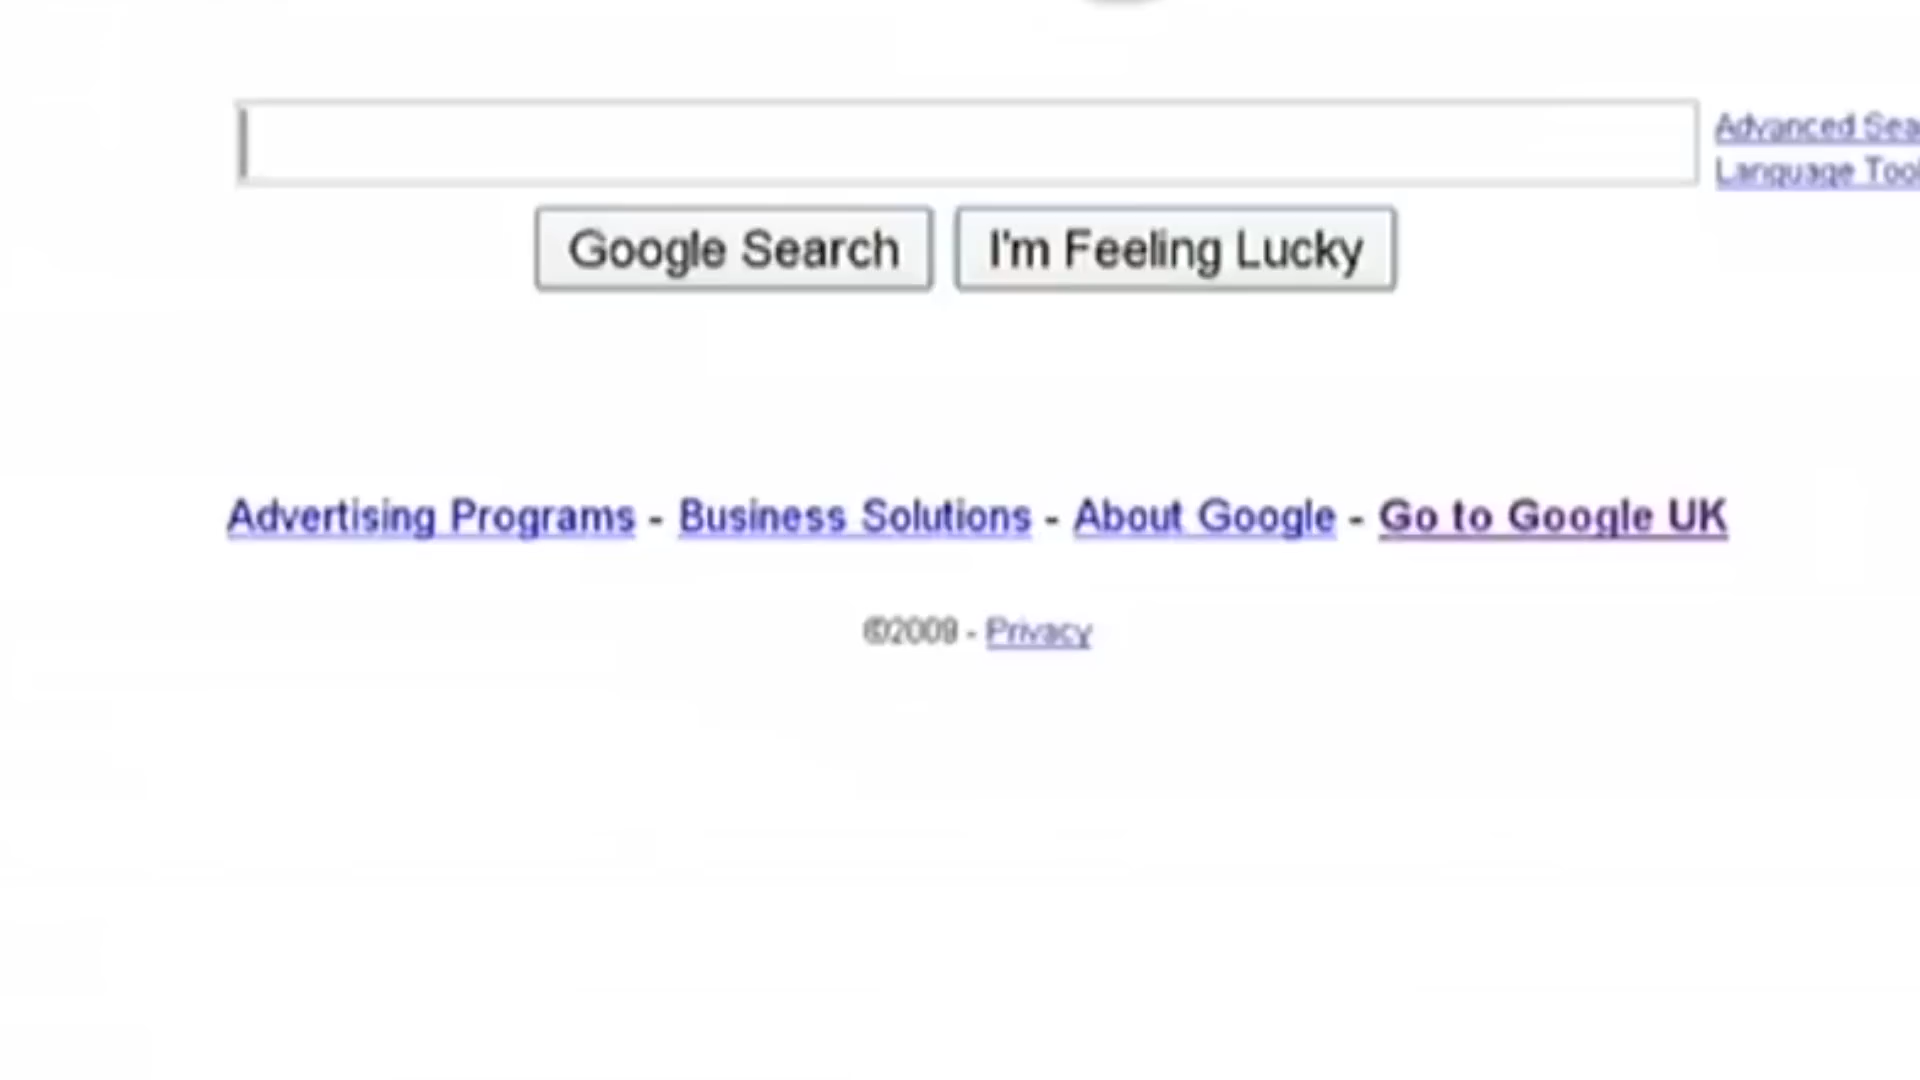 Advanced Sea
Language Tool
Google Search I'm Feeling Lucky
Advertising Programs - Business Solutions - About Google - Go to Google UK
©2009 - Privacy